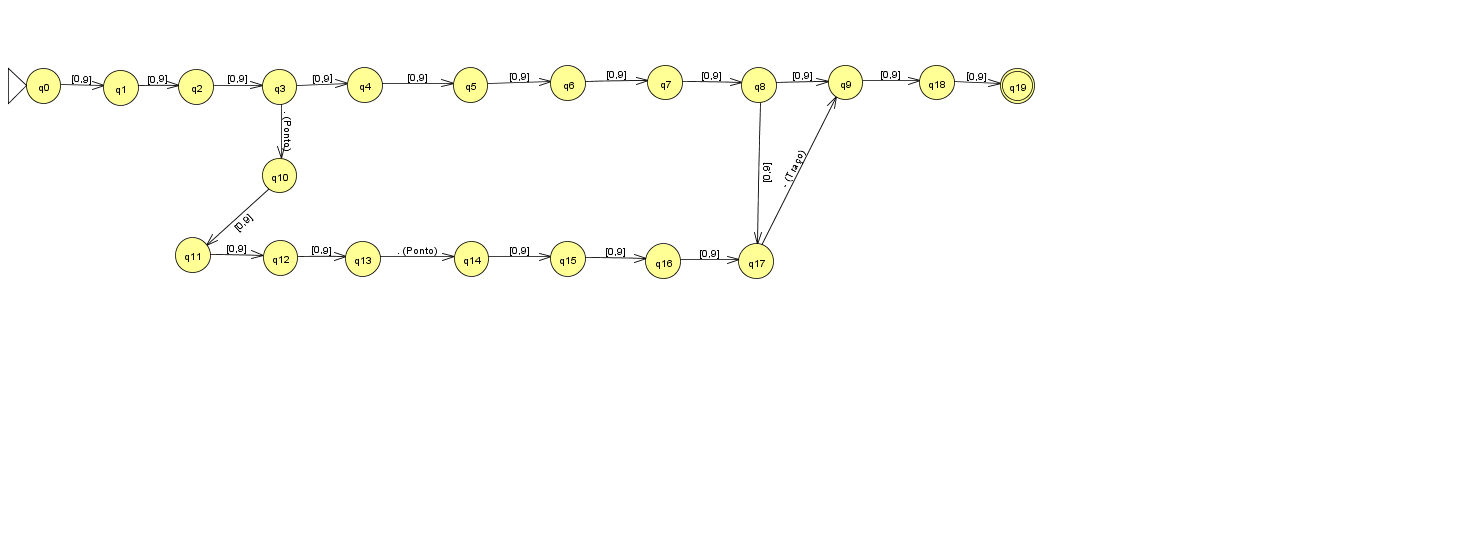 [0,9] [0,9] [0,9] [0,9] [0,9] [0,9] [0,9] [0,9] [0,9] [0,9] [0,9]
q0 q1 q2 q3 q4 q5 q6 q7 q8 q9 q18 q19
. (Ponto)
[0,9]
- (Traço)
q10
[0,9]
[0,9] [0,9] . (Ponto) [0,9] [0,9] [0,9]
q11 q12 q13 q14 q15 q16 q17